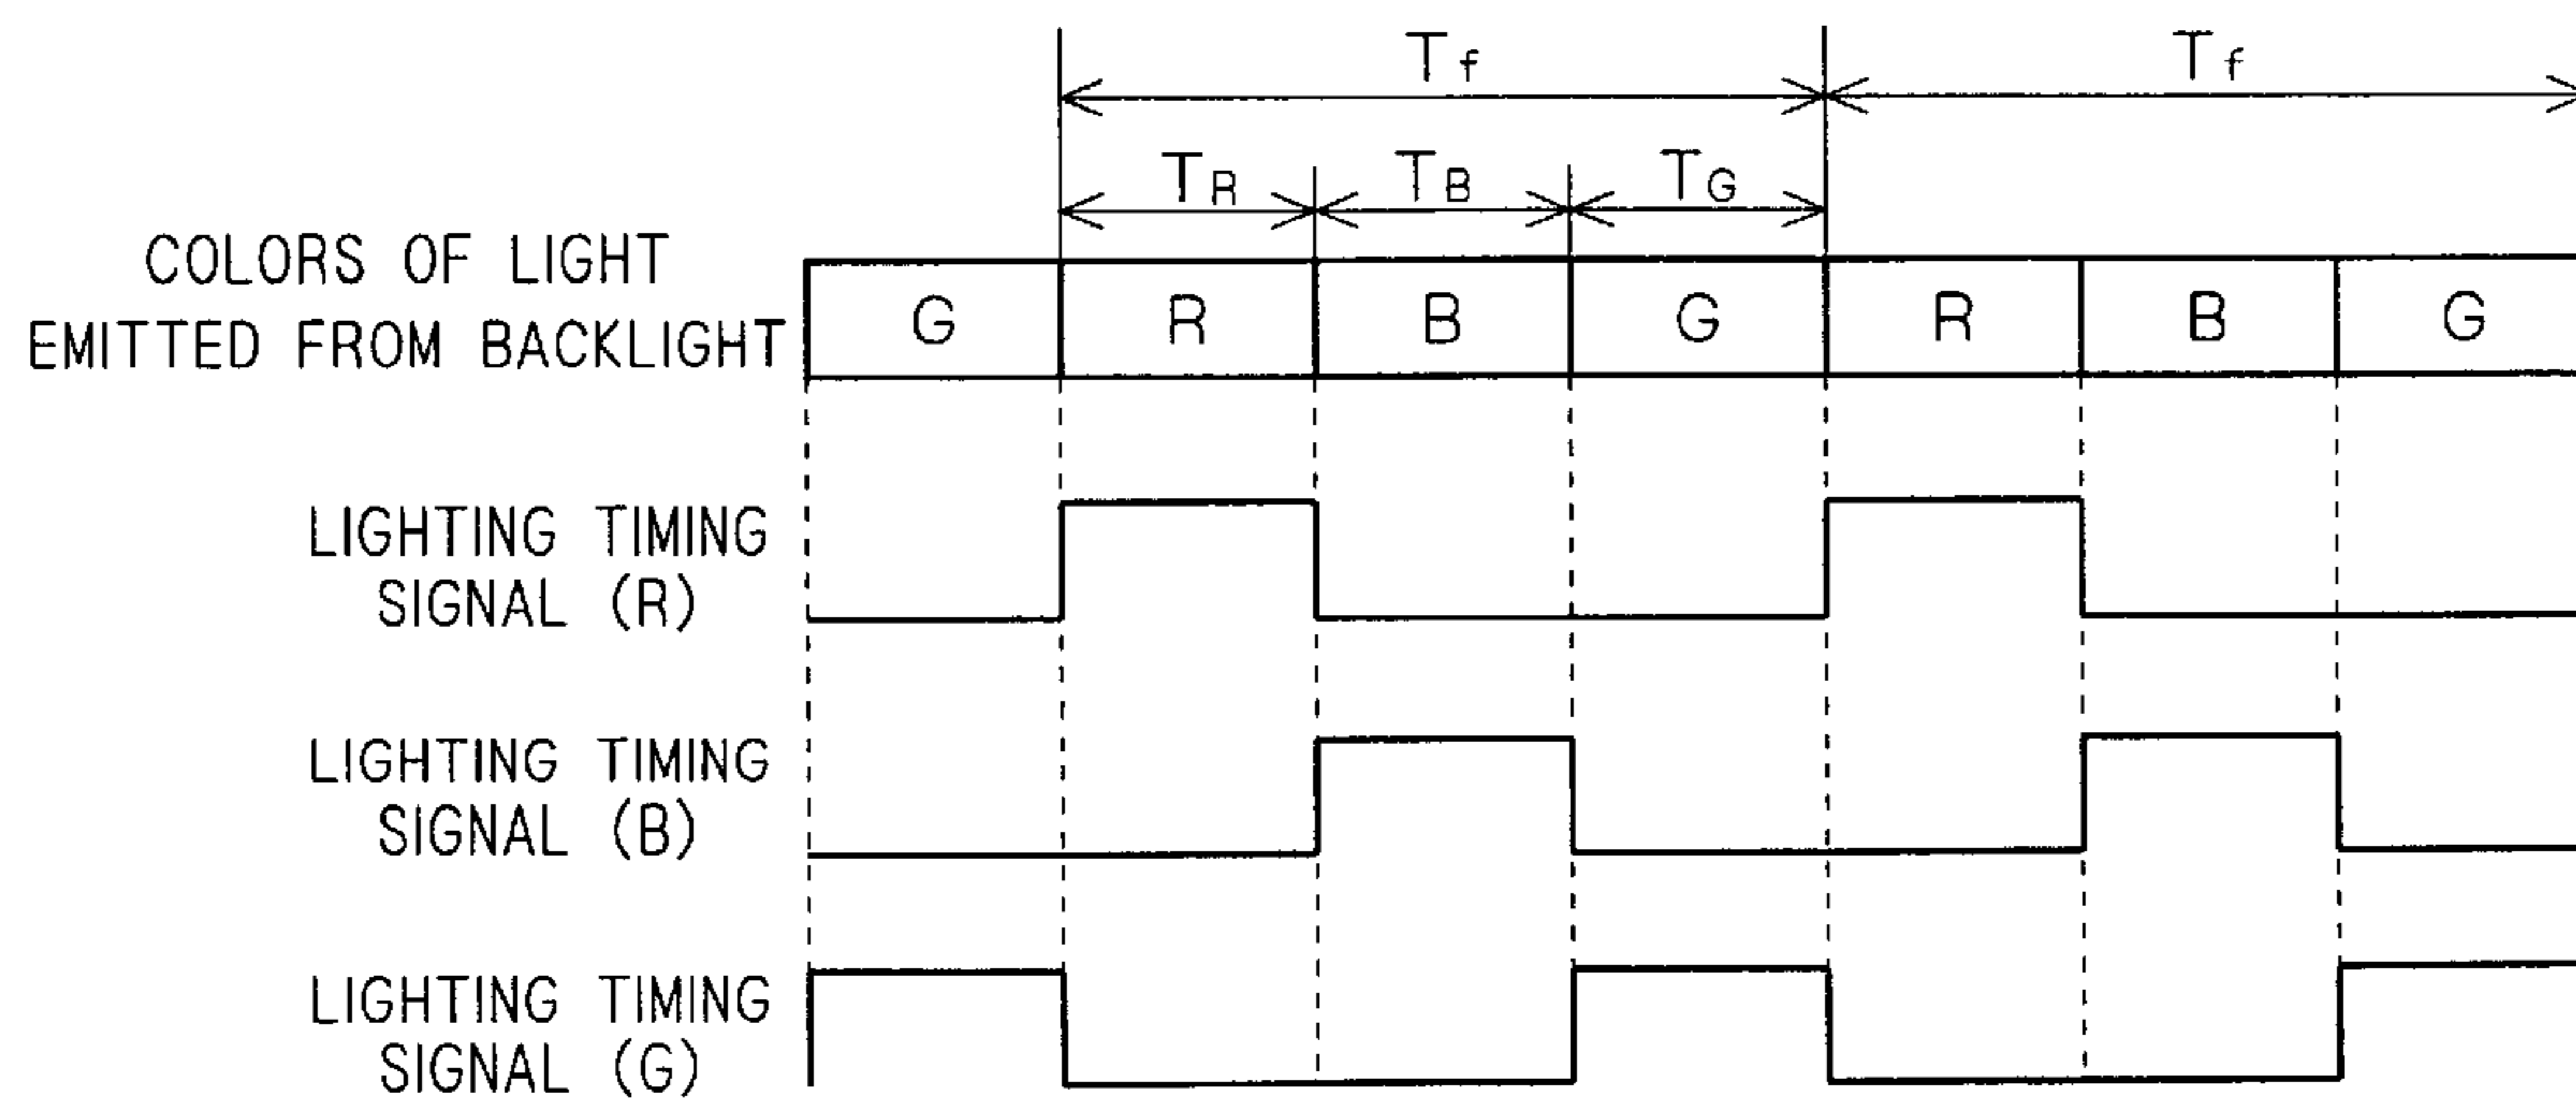 Tf Tf
TR TB TG
COLORS OF LIGHT
EMITTED FROM BACKLIGHT
G R B G R B G
LIGHTING TIMING
SIGNAL (R)
LIGHTING TIMING
SIGNAL (B)
LIGHTING TIMING
SIGNAL (G)